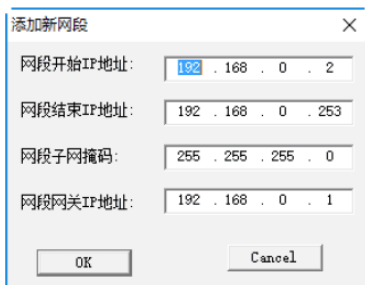 添加新网段
网段开始IP地址: 192 . 168 . 0 . 2
网段结束IP地址: 192 . 168 . 0 . 253
网段子网掩码: 255 . 255 . 255 . 0
网段网关IP地址: 192 . 168 . 0 . 1
OK Cancel